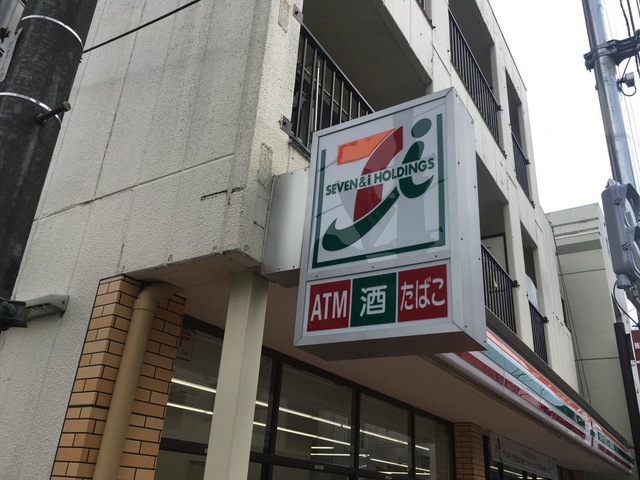 SEVEN&i HOLDINGS
ATM 酒 たばこ